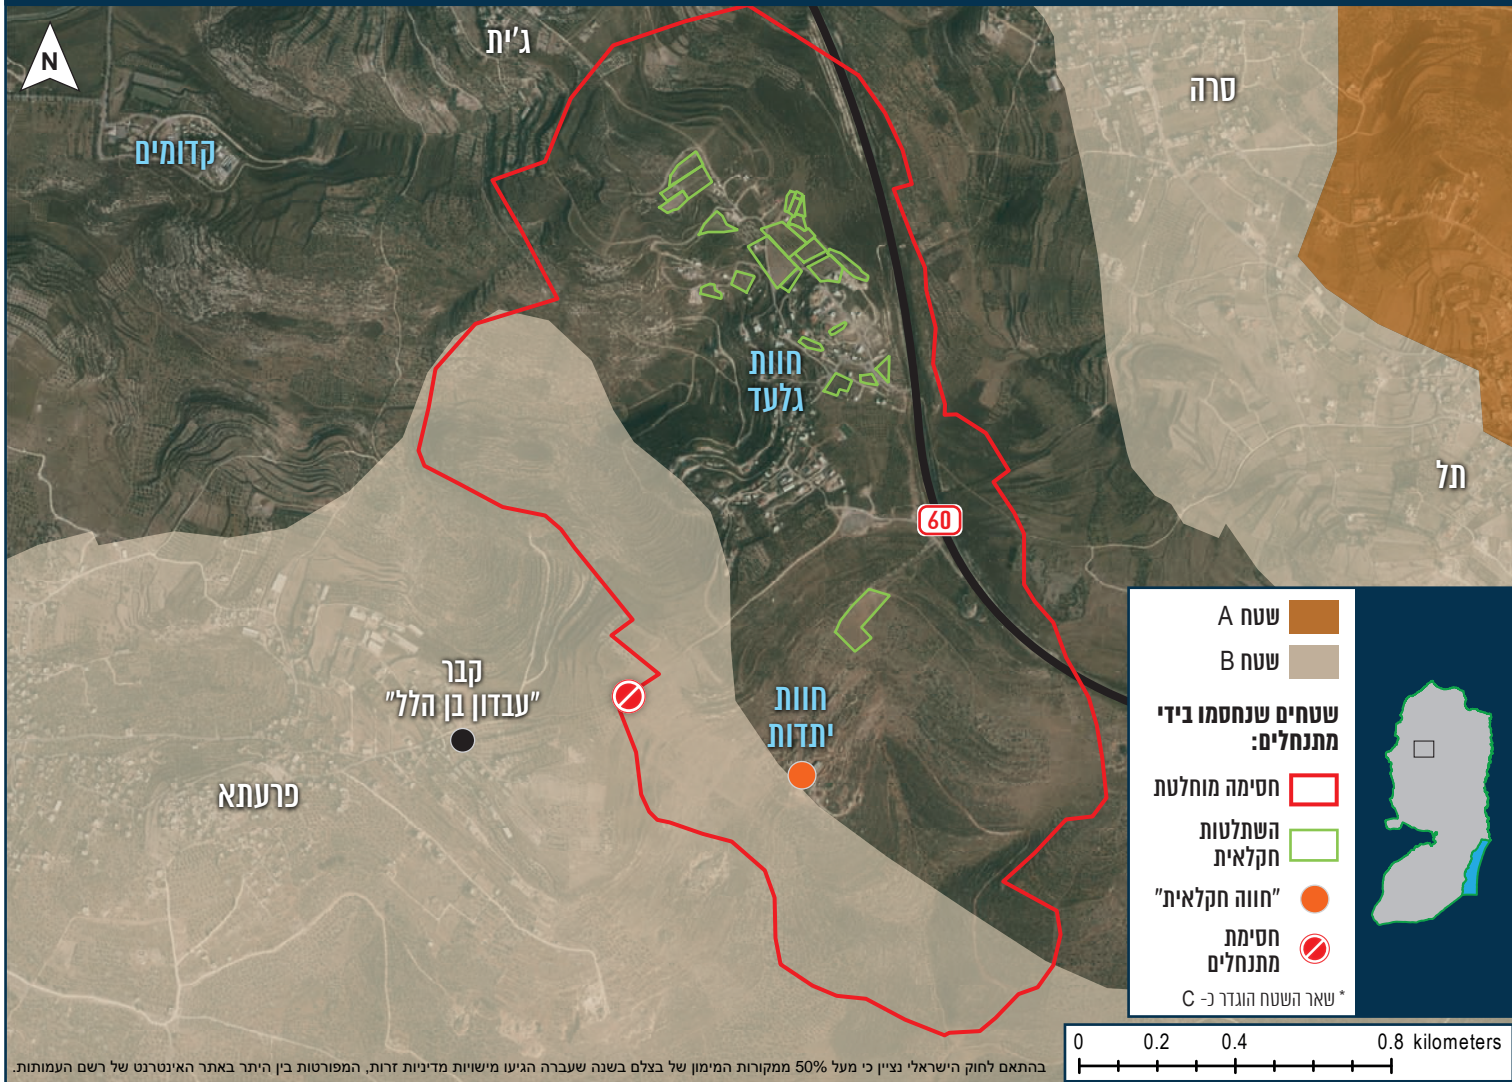 N
ג'ית
סרה
קדומים
חוות
גלעד
תל
60
קבר
"עבדון בן הלל"
חוות
יתדות
פרעתא
שטח A
שטח B
שטחים שנחסמו בידי
מתנחלים:
חסימה מוחלטת
השתלטות
חקלאית
"חווה חקלאית"
חסימת
מתנחלים
* שאר השטח הוגדר כ- C
0 0.2 0.4 0.8 kilometers
בהתאם לחוק הישראלי נציין כי מעל 50% ממקורות המימון של בצלם בשנה שעברה הגיעו מישויות מדיניות זרות, המפורטות בין היתר באתר האינטרנט של רשם העמותות.